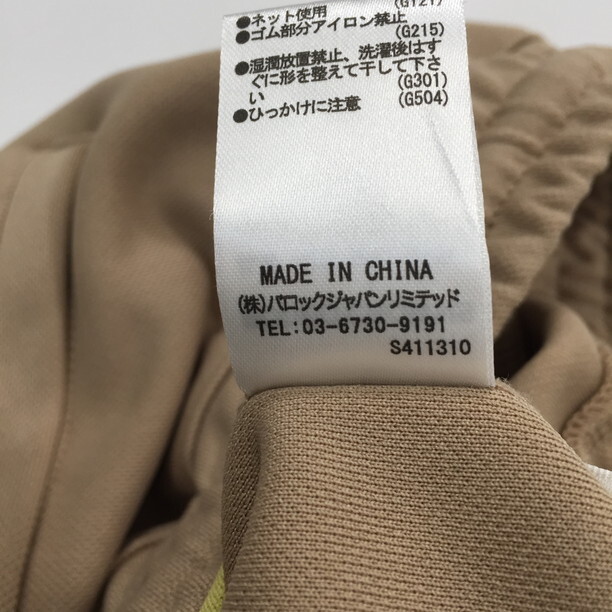 ●ネット使用 (G121)
●ゴム部分アイロン禁止
(G215)
●湿潤放置禁止、洗濯後はす
ぐに形を整えて干して下さ
い (G301)
●ひっかけに注意 (G504)
MADE IN CHINA
(株)バロックジャパンリミテッド
TEL:03-6730-9191
S411310